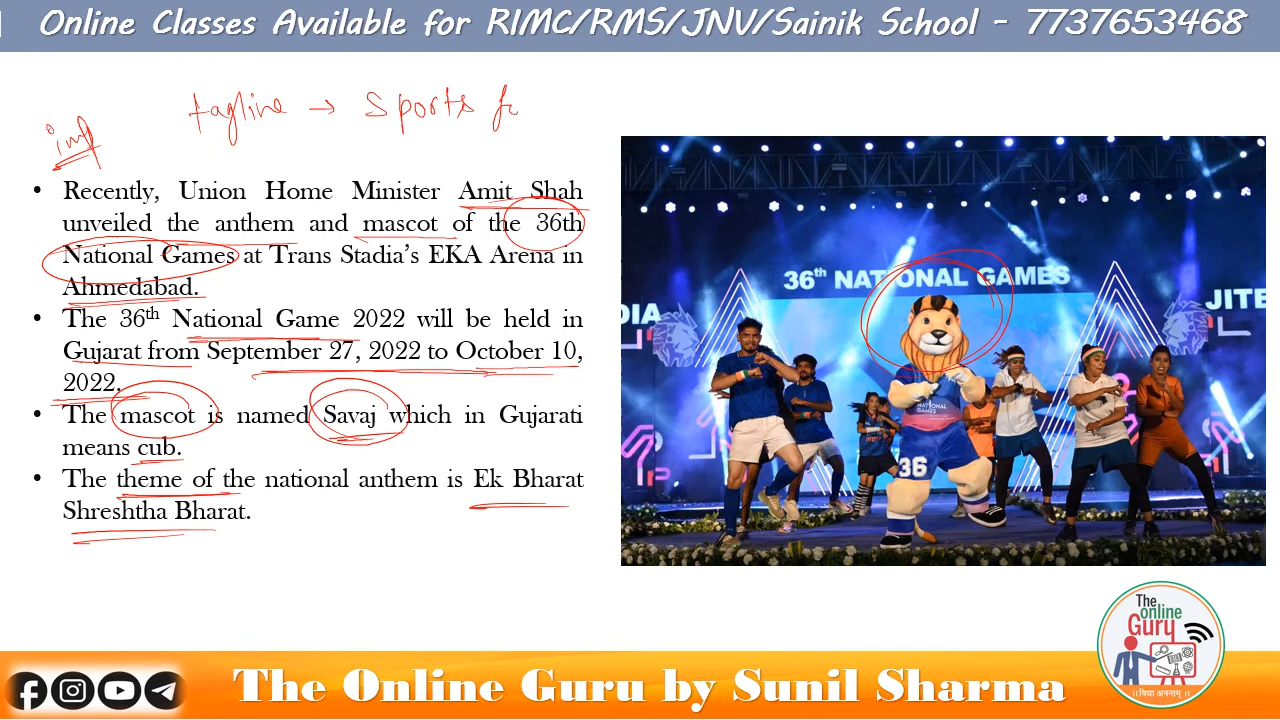 Online Classes Available for RIMC/RMS/JNV/Sainik School - 7737653468
tagline → Sports
imp
• Recently, Union Home Minister Amit Shah
unveiled the anthem and mascot of the 36th
National Games at Trans Stadia's EKA Arena in
Ahmedabad.
• The 36th National Game 2022 will be held in
Gujarat from September 27, 2022 to October 10,
2022.
• The mascot is named Savaj which in Gujarati
means cub.
• The theme of the national anthem is Ek Bharat
Shreshtha Bharat.
36th NATIONAL GAMES
DIA
JITE
NATIONAL
GAMES
36
The
online
Guru
।। विद्या अनन्तम् ।।
The Online Guru by Sunil Sharma